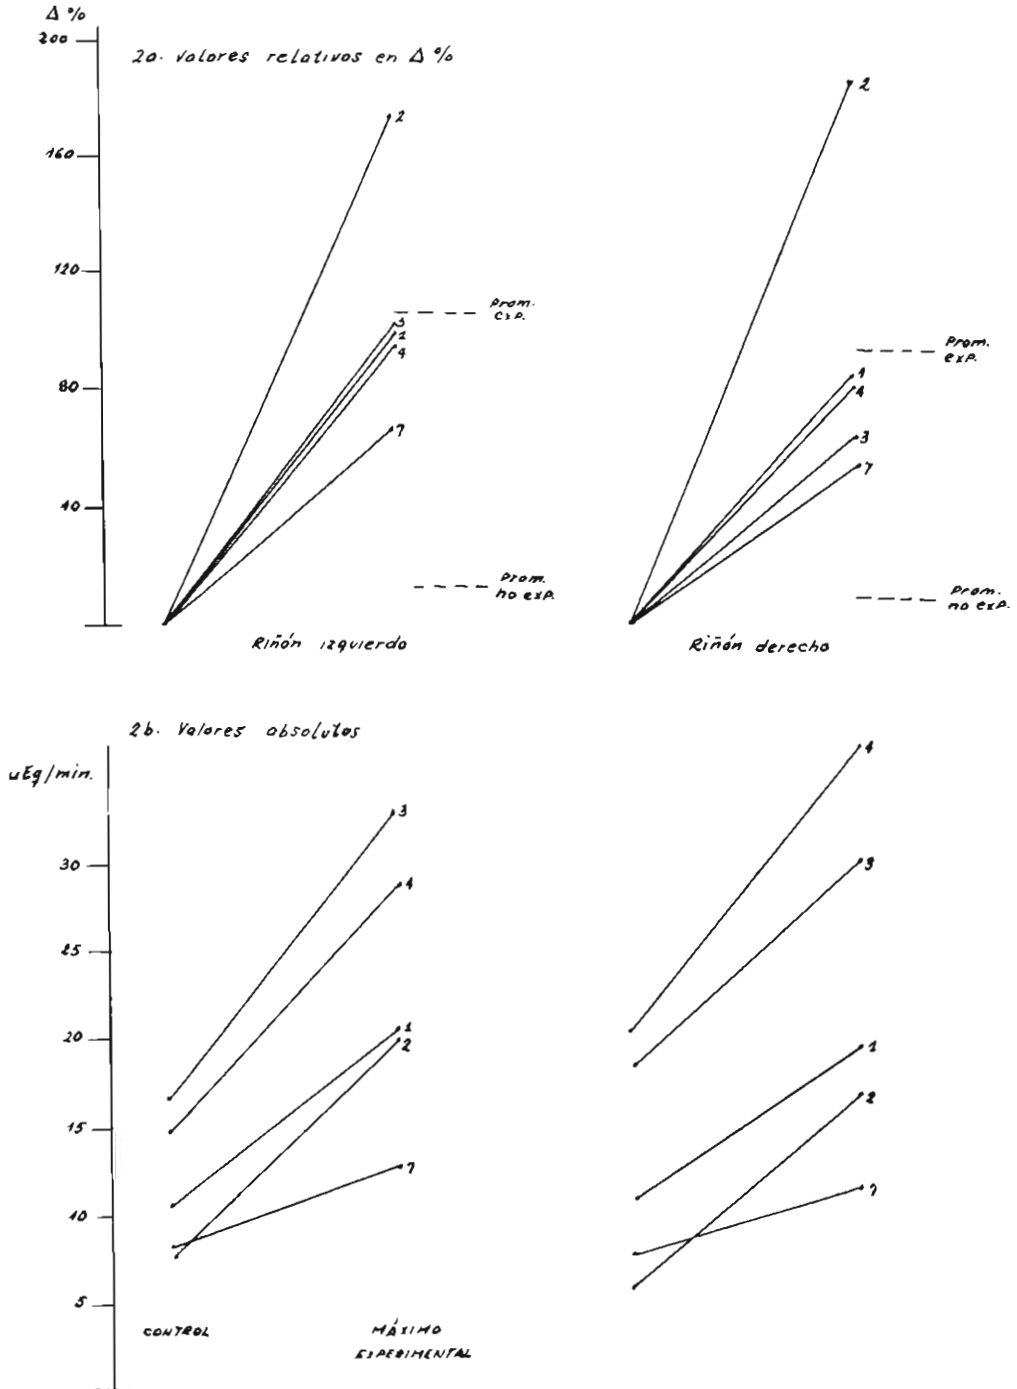 Δ %
200
2a. Valores relativos en Δ %
2
2
160
120
Prom.
exp.
3
1
4
Prom.
exp.
80
1
4
7
3
7
40
Prom.
no exp.
Prom.
no exp.
Riñón izquierdo
Riñón derecho
2b. Valores absolutos
uEq/min.
4
3
30
3
4
25
20
1
2
1
2
15
7
7
10
5
CONTROL
MÁXIMO
EXPERIMENTAL